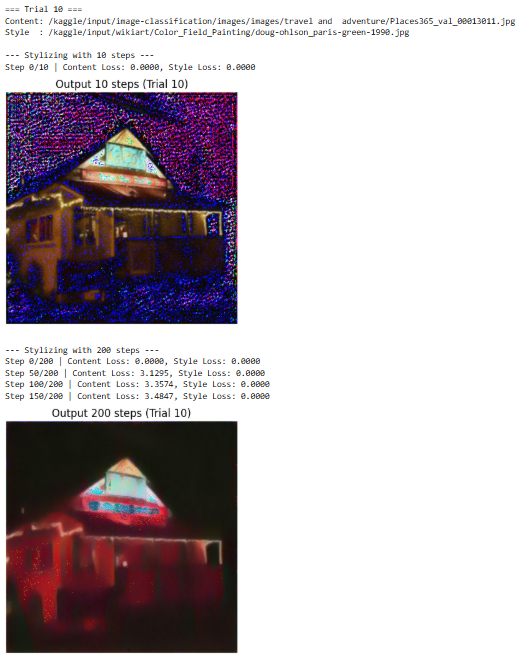 === Trial 10 ===
Content: /kaggle/input/image-classification/images/images/travel and  adventure/Places365_val_00013011.jpg
Style  : /kaggle/input/wikiart/Color_Field_Painting/doug-ohlson_paris-green-1990.jpg
--- Stylizing with 10 steps ---
Step 0/10 | Content Loss: 0.0000, Style Loss: 0.0000
Output 10 steps (Trial 10)
--- Stylizing with 200 steps ---
Step 0/200 | Content Loss: 0.0000, Style Loss: 0.0000
Step 50/200 | Content Loss: 3.1295, Style Loss: 0.0000
Step 100/200 | Content Loss: 3.3574, Style Loss: 0.0000
Step 150/200 | Content Loss: 3.4847, Style Loss: 0.0000
Output 200 steps (Trial 10)